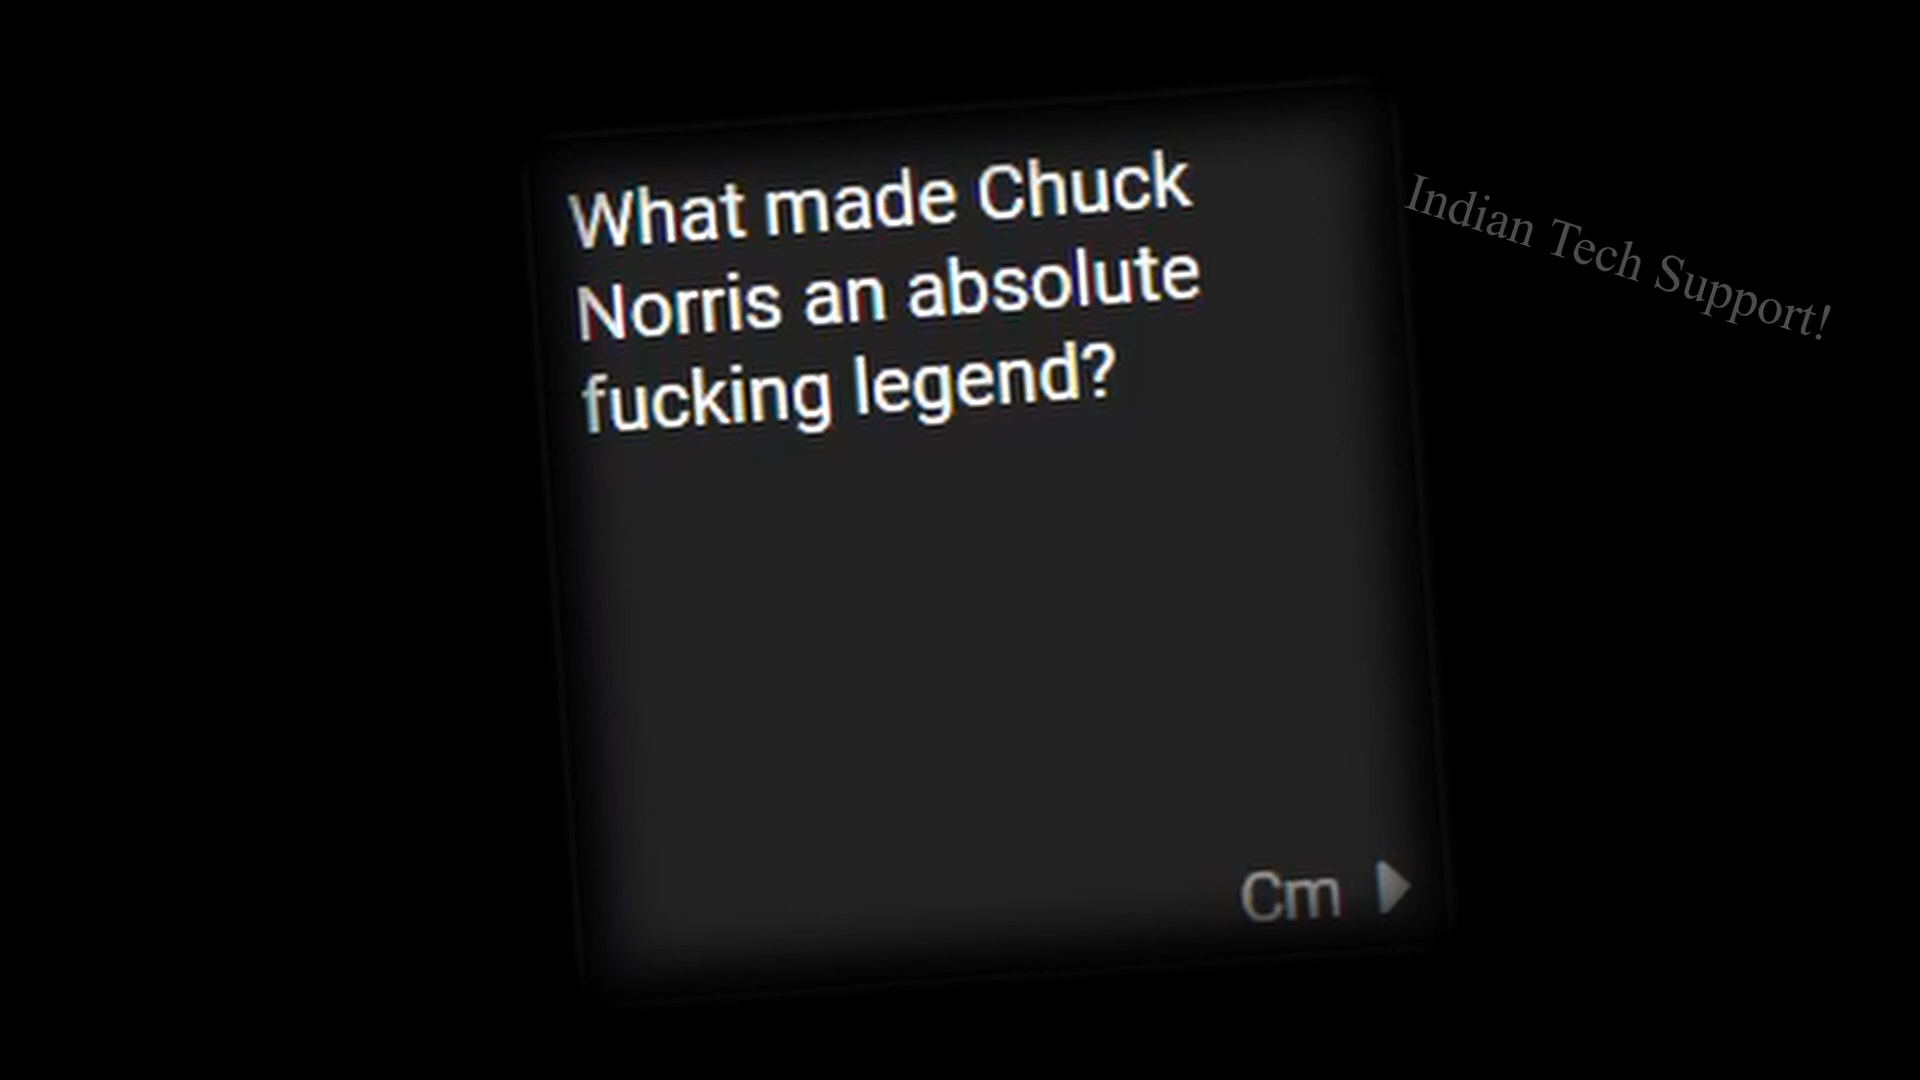 What made Chuck
Norris an absolute
fucking legend?
Indian Tech Support!
Cm